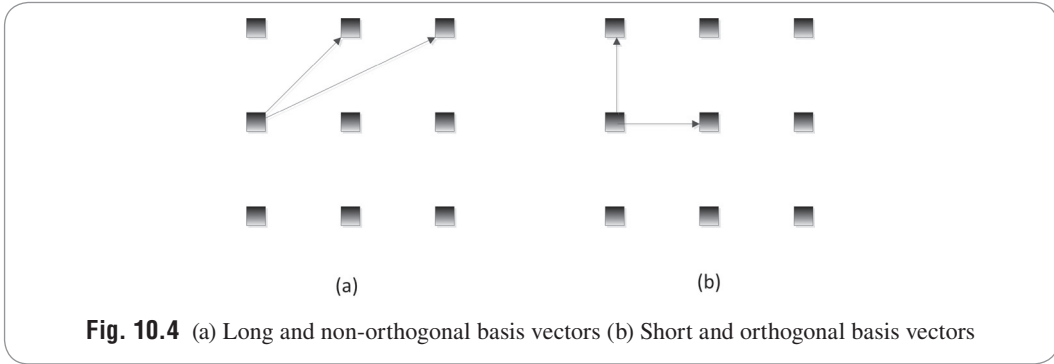 (a)
(b)
Fig. 10.4 (a) Long and non-orthogonal basis vectors (b) Short and orthogonal basis vectors